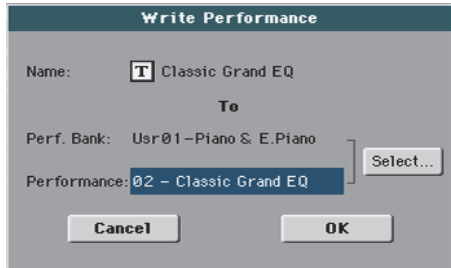 Write Performance
Name: T Classic Grand EQ
To
Perf. Bank: Usr01-Piano & E.Piano
Select...
Performance: 02 - Classic Grand EQ
Cancel OK